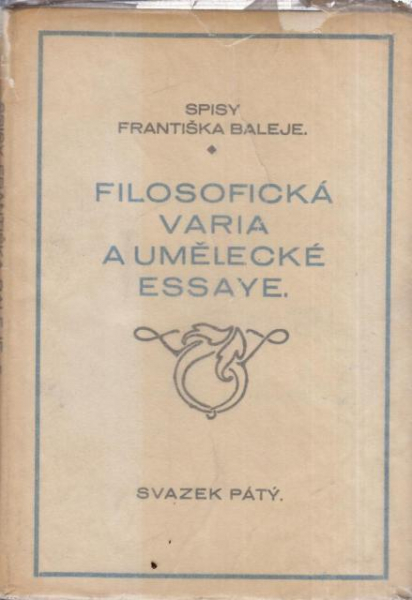 SPISY
FRANTIŠKA BALEJE.
FILOSOFICKÁ
VARIA
A UMĚLECKÉ
ESSAYE.
SVAZEK PÁTÝ.